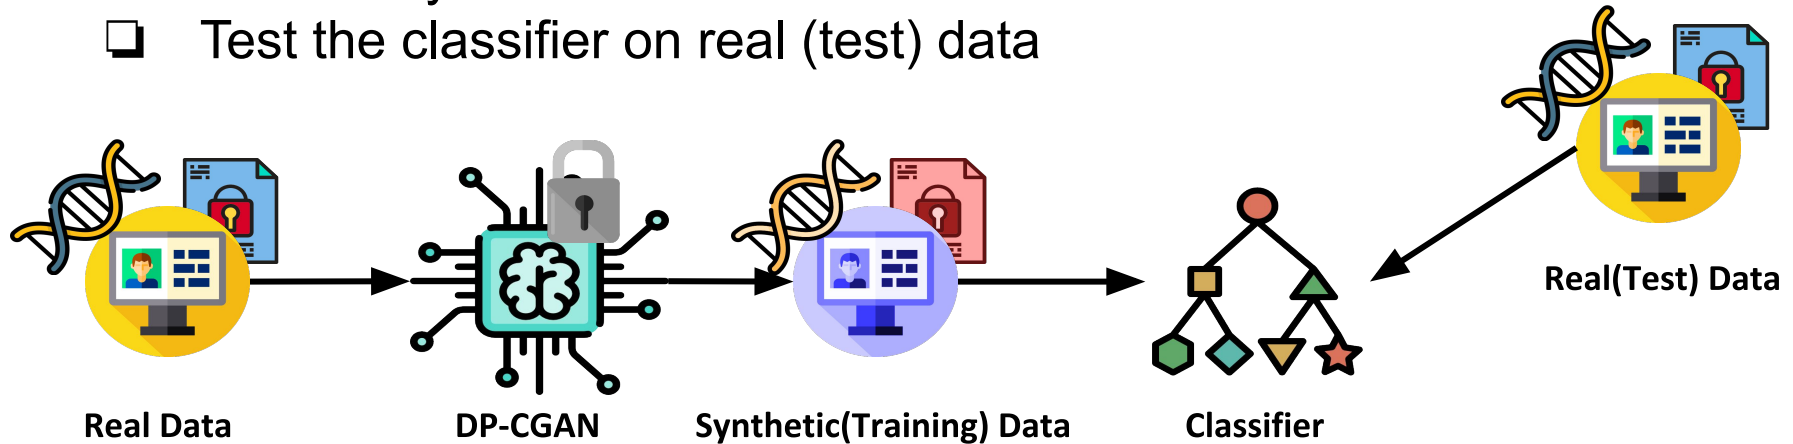 ❏ Test the classifier on real (test) data
Real(Test) Data
Real Data
DP-CGAN
Synthetic(Training) Data
Classifier